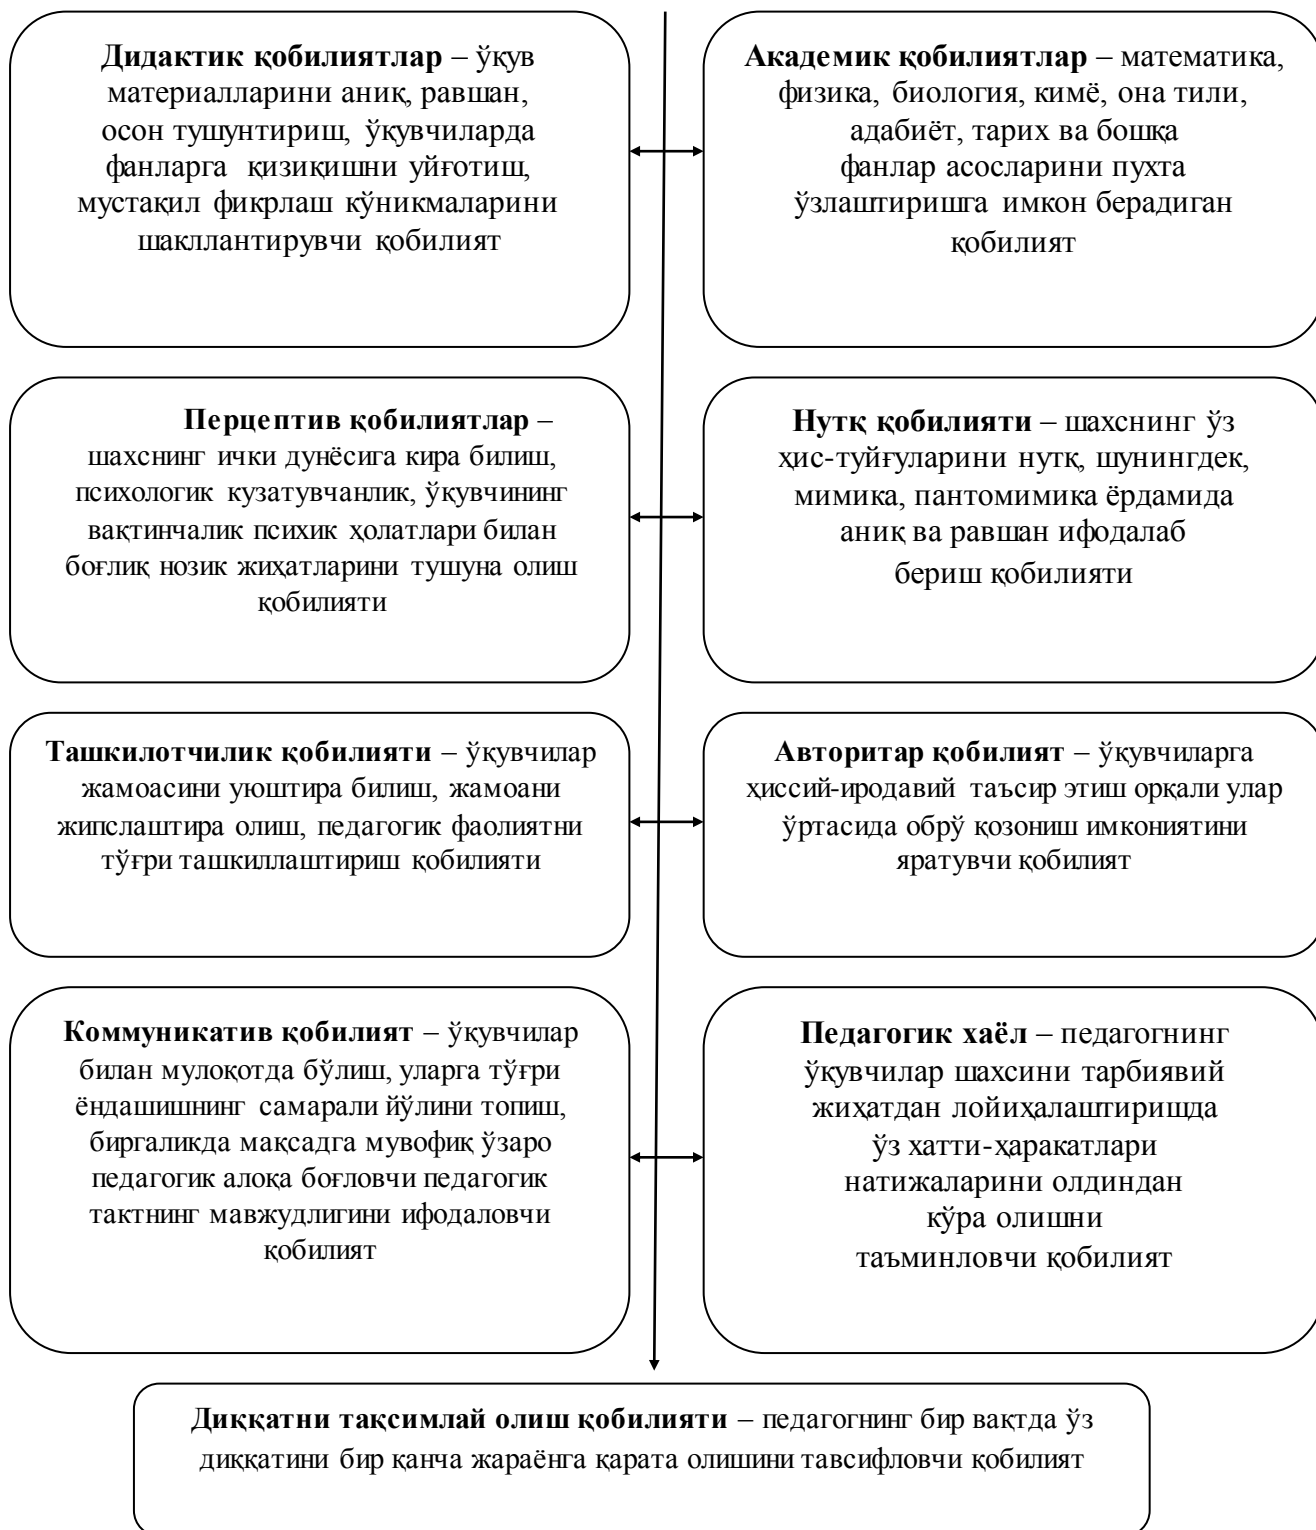 Дидактик қобилиятлар – ўқув
материалларини аниқ, равшан,
осон тушунтириш, ўқувчиларда
фанларга қизиқишни уйғотиш,
мустақил фикрлаш кўникмаларини
шакллантирувчи қобилият
Академик қобилиятлар – математика,
физика, биология, кимё, она тили,
адабиёт, тарих ва бошқа
фанлар асосларини пухта
ўзлаштиришга имкон берадиган
қобилият
Перцептив қобилиятлар –
шахснинг ички дунёсига кира билиш,
психологик кузатувчанлик, ўқувчининг
вақтинчалик психик ҳолатлари билан
боғлиқ нозик жиҳатларини тушуна олиш
қобилияти
Нутқ қобилияти – шахснинг ўз
ҳис-туйғуларини нутқ, шунингдек,
мимика, пантомимика ёрдамида
аниқ ва равшан ифодалаб
бериш қобилияти
Ташкилотчилик қобилияти – ўқувчилар
жамоасини уюштира билиш, жамоани
жипслаштира олиш, педагогик фаолиятни
тўғри ташкиллаштириш қобилияти
Авторитар қобилият – ўқувчиларга
ҳиссий-иродавий таъсир этиш орқали улар
ўртасида обрў қозониш имкониятини
яратувчи қобилият
Коммуникатив қобилият – ўқувчилар
билан мулоқотда бўлиш, уларга тўғри
ёндашишнинг самарали йўлини топиш,
биргаликда мақсадга мувофиқ ўзаро
педагогик алоқа боғловчи педагогик
тактнинг мавжудлигини ифодаловчи
қобилият
Педагогик хаёл – педагогнинг
ўқувчилар шахсини тарбиявий
жиҳатдан лойиҳалаштиришда
ўз хатти-ҳаракатлари
натижаларини олдиндан
кўра олишни
таъминловчи қобилият
Диққатни тақсимлай олиш қобилияти – педагогнинг бир вақтда ўз
диққатини бир қанча жараёнга қарата олишини тавсифловчи қобилият